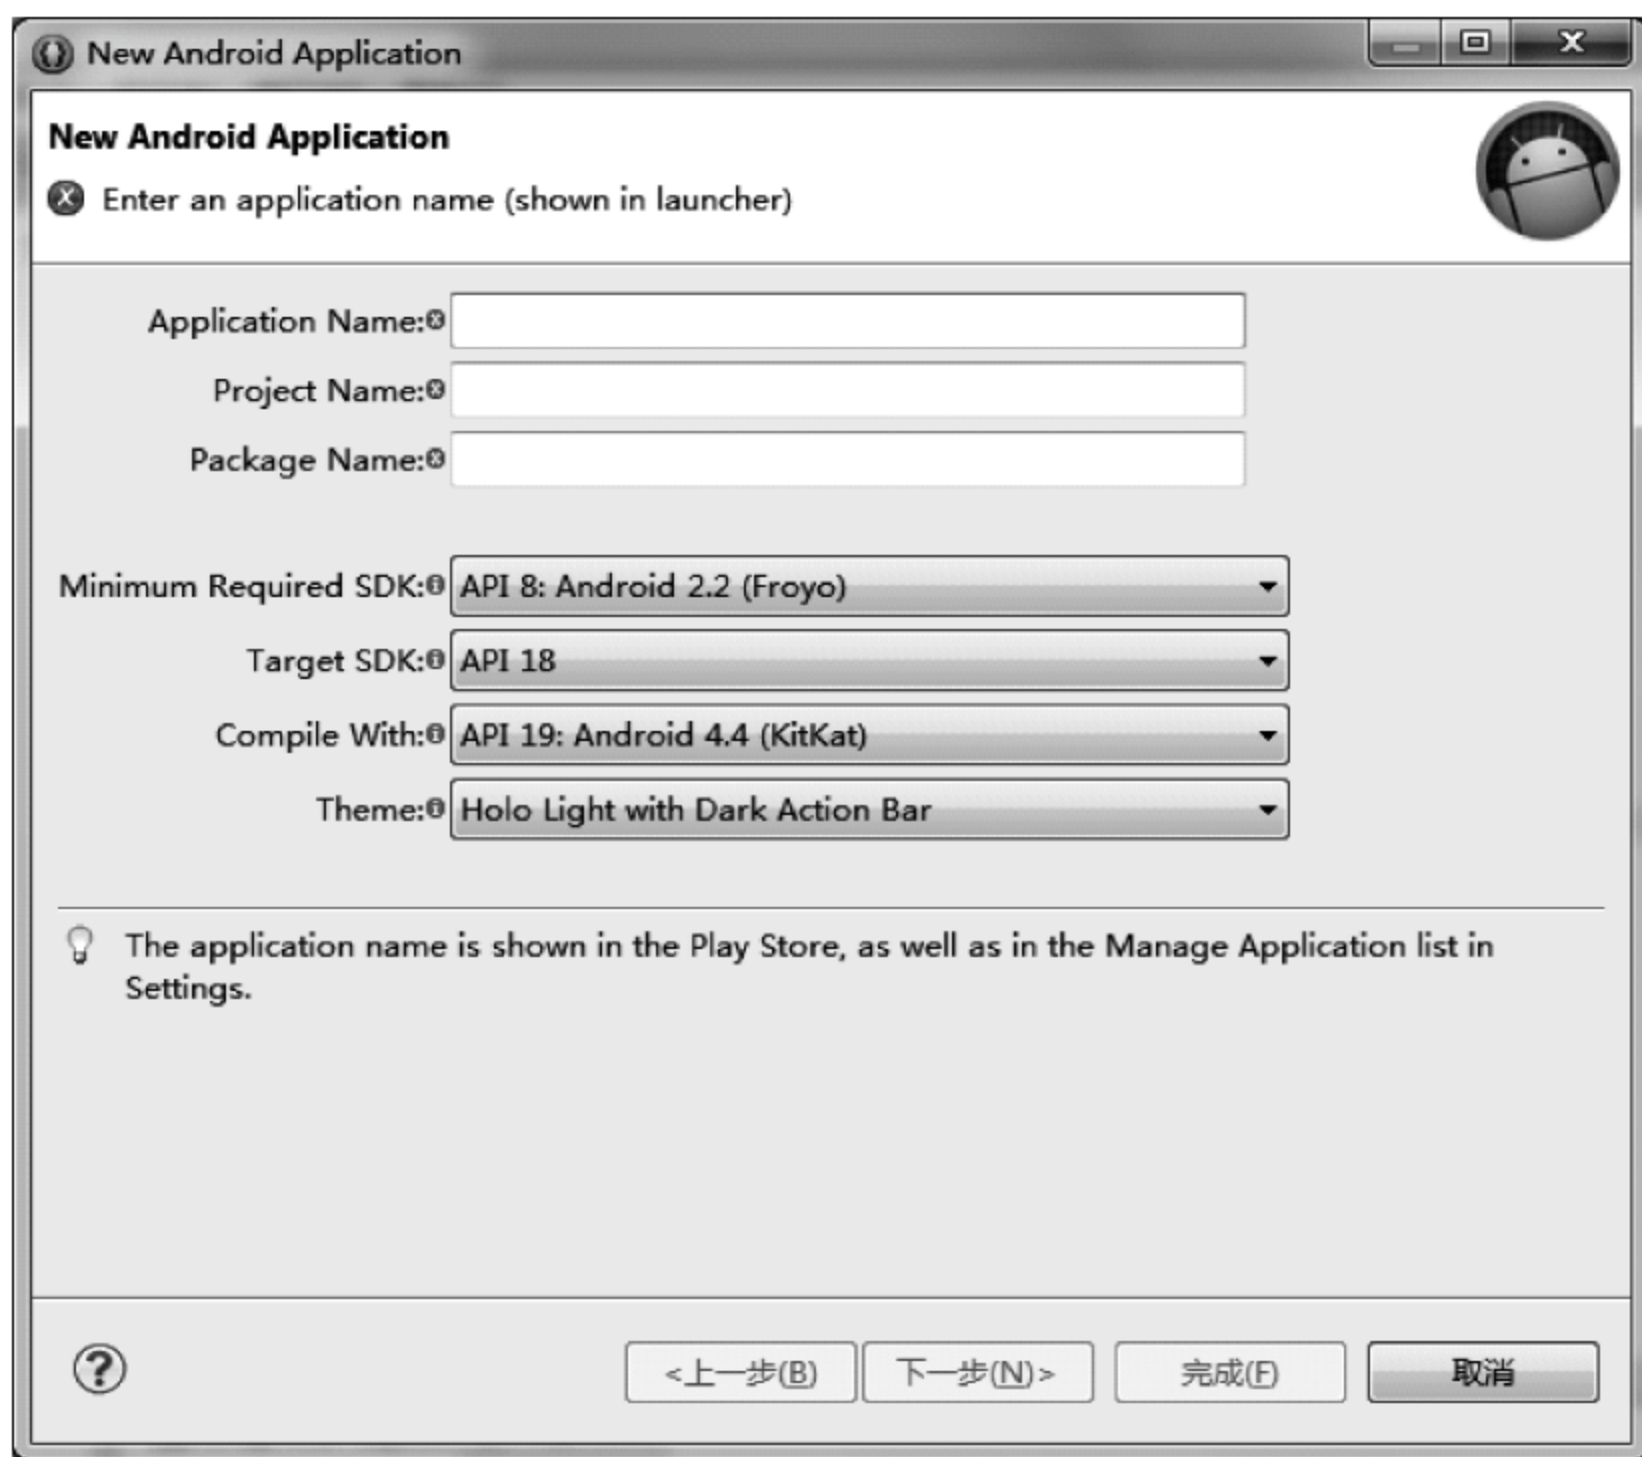 New Android Application
New Android Application
Enter an application name (shown in launcher)
Application Name:
Project Name:
Package Name:
Minimum Required SDK: API 8: Android 2.2 (Froyo)
Target SDK: API 18
Compile With: API 19: Android 4.4 (KitKat)
Theme: Holo Light with Dark Action Bar
The application name is shown in the Play Store, as well as in the Manage Application list in
Settings.
<上一步(B) 下一步(N)> 完成(F) 取消